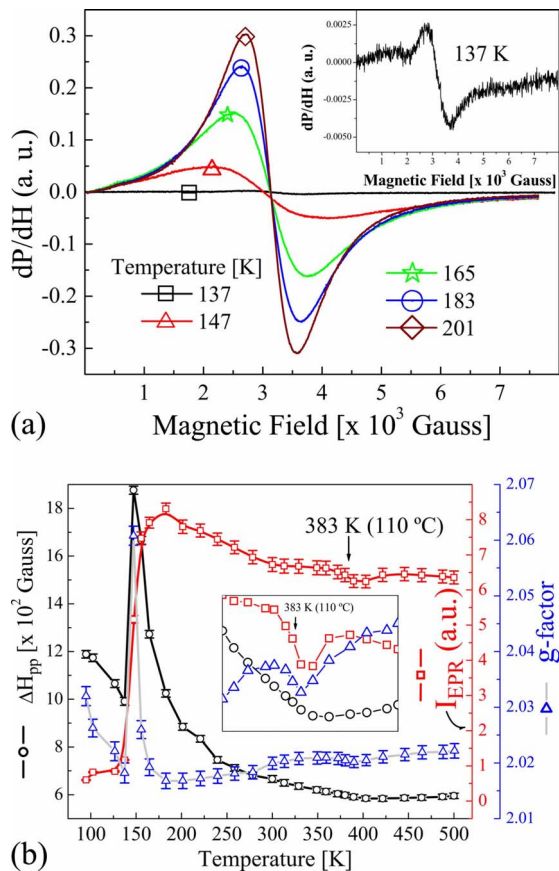 0.3
0.2
0.1
0.0
-0.1
-0.2
-0.3
dP/dH (a. u.)
0.0025
0.0000
-0.0025
-0.0050
dP/dH (a. u.)
137 K
1 2 3 4 5 6 7
Magnetic Field [x 10³ Gauss]
Temperature [K]
137
147
165
183
201
1 2 3 4 5 6 7
Magnetic Field [x 10³ Gauss]
(a)
18
16
14
12
10
8
6
ΔHpp [x 10² Gauss]
383 K (110 ºC)
383 K (110 ºC)
8
7
6
5
4
3
2
1
0
I_EPR (a.u.)
2.07
2.06
2.05
2.04
2.03
2.02
2.01
g-factor
100 150 200 250 300 350 400 450 500
Temperature [K]
(b)